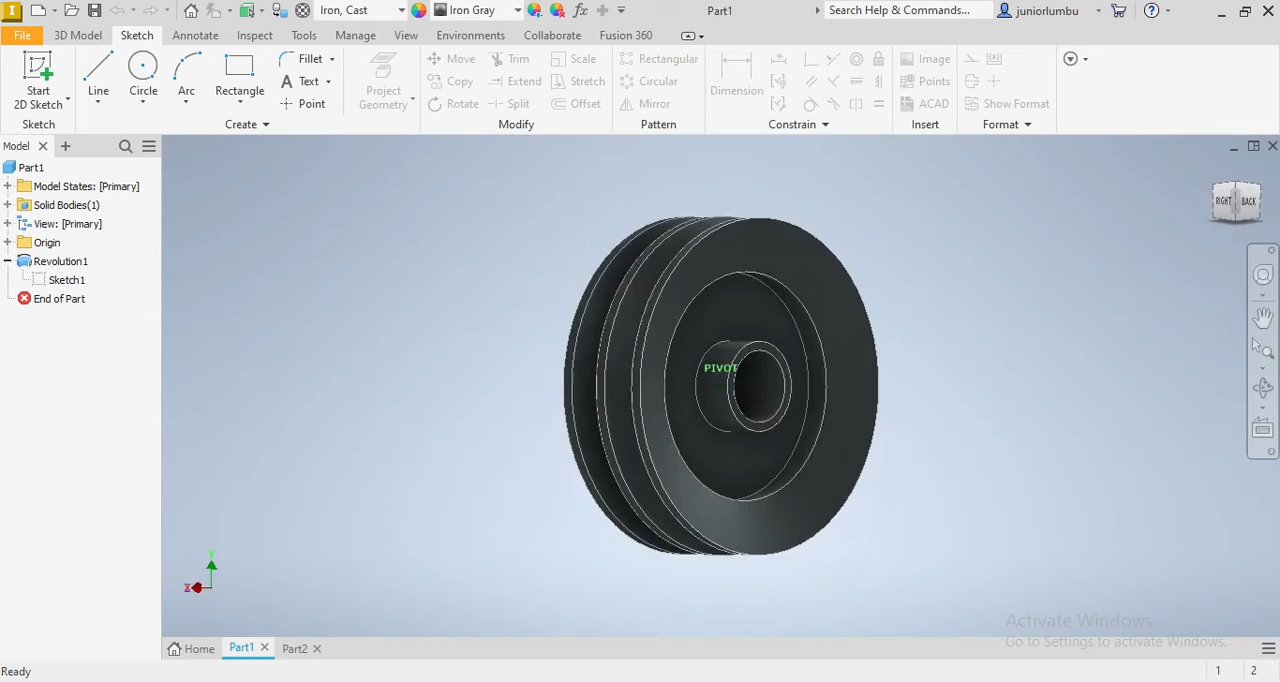 Iron, Cast
Iron Gray
Part1
Search Help & Commands...
juniorlumbu
File
3D Model
Sketch
Annotate
Inspect
Tools
Manage
View
Environments
Collaborate
Fusion 360
Start
2D Sketch
Line
Circle
Arc
Rectangle
Fillet
Text
Point
Project
Geometry
Move
Copy
Rotate
Trim
Extend
Split
Scale
Stretch
Offset
Rectangular
Circular
Mirror
Dimension
Image
Points
ACAD
Show Format
Sketch
Create
Modify
Pattern
Constrain
Insert
Format
Model
Part1
Model States: [Primary]
Solid Bodies(1)
View: [Primary]
Origin
Revolution1
Sketch1
End of Part
RIGHT
BACK
PIVOT
Y
X
Activate Windows
Go to Settings to activate Windows.
Home
Part1
Part2
Ready
1
2